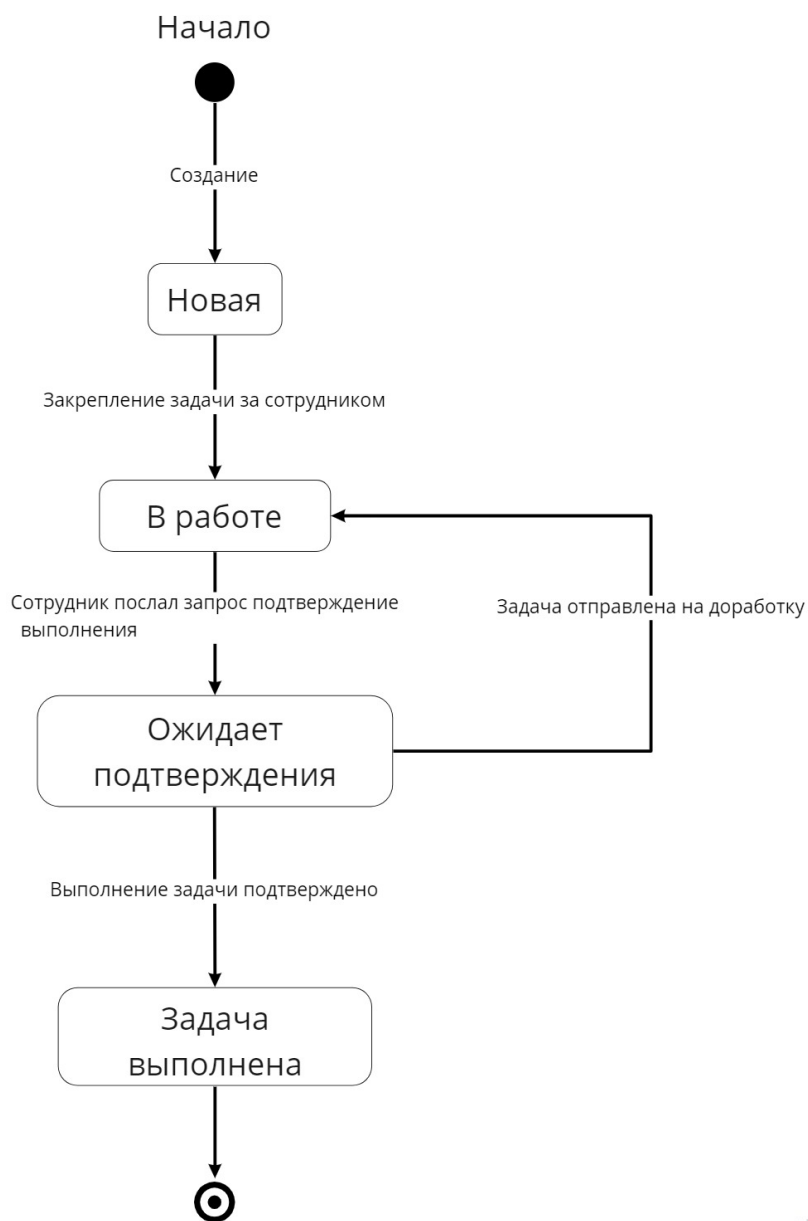 Начало
Создание
Новая
Закрепление задачи за сотрудником
В работе
Сотрудник послал запрос подтверждение
выполнения
Задача отправлена на доработку
Ожидает
подтверждения
Выполнение задачи подтверждено
Задача
выполнена